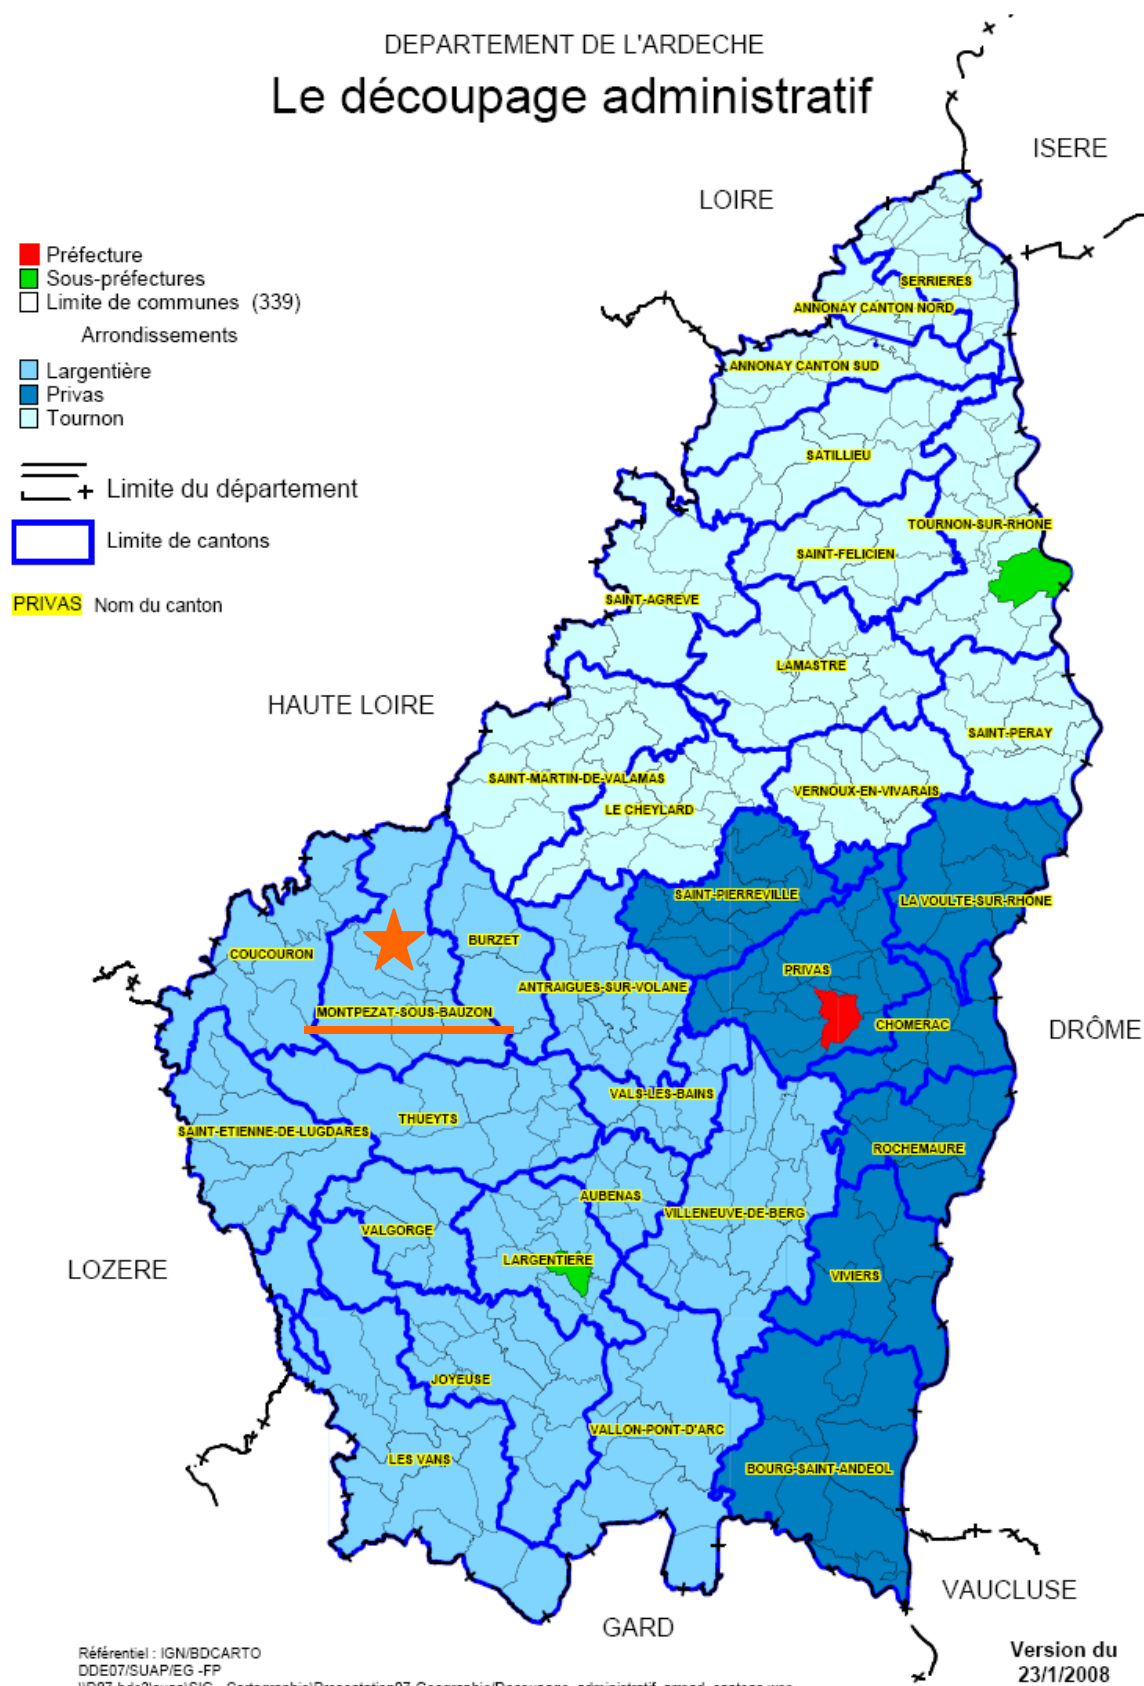 DEPARTEMENT DE L'ARDECHE
Le découpage administratif
ISERE
LOIRE
Préfecture
Sous-préfectures
Limite de communes (339)
Arrondissements
Largentière
Privas
Tournon
Limite du département
Limite de cantons
PRIVAS Nom du canton
SERRIERES
ANNONAY CANTON NORD
ANNONAY CANTON SUD
SATILLIEU
TOURNON-SUR-RHONE
SAINT-FELICIEN
SAINT-AGREVE
LAMASTRE
HAUTE LOIRE
SAINT-PERAY
SAINT-MARTIN-DE-VALAMAS
VERNOUX-EN-VIVARAIS
LE CHEYLARD
SAINT-PIERREVILLE
LA VOULTE-SUR-RHONE
BURZET
COUCOURON
PRIVAS
ANTRAIGUES-SUR-VOLANE
MONTPEZAT-SOUS-BAUZON
CHOMERAC
DRÔME
VALS-LES-BAINS
THUEYTS
SAINT-ETIENNE-DE-LUGDARES
ROCHEMAURE
AUBENAS
VILLENEUVE-DE-BERG
VALGORGE
LARGENTIERE
LOZERE
VIVIERS
JOYEUSE
VALLON-PONT-D'ARC
LES VANS
BOURG-SAINT-ANDEOL
VAUCLUSE
GARD
Référentiel : IGN/BDCARTO
DDE07/SUAP/EG -FP
Version du
23/1/2008